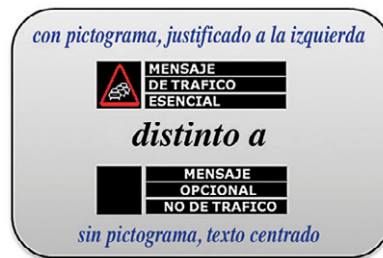 con pictograma, justificado a la izquierda
MENSAJE
DE TRAFICO
ESENCIAL
distinto a
MENSAJE
OPCIONAL
NO DE TRAFICO
sin pictograma, texto centrado